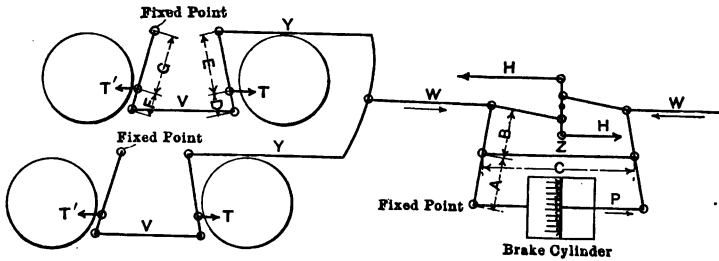 Fixed Point
Y
H
G
E
T'
T
W
W
F
V
D
B
H
Z
Fixed Point
Y
C
A
T'
T
Fixed Point
P
V
Brake Cylinder